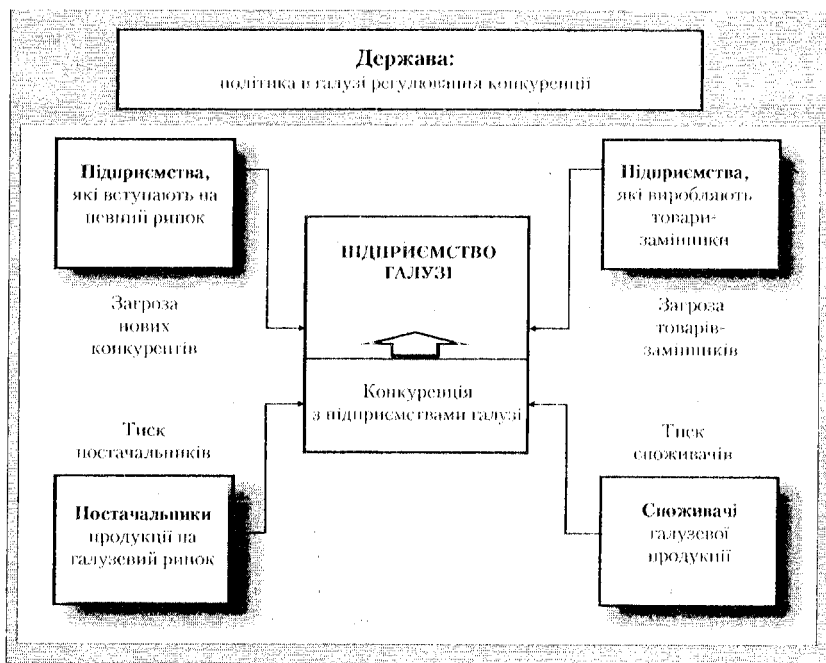 Держава:
політика в галузі регулювання конкуренції
Підприємства,
які вступають на
певний ринок
Підприємства,
які виробляють
товари-
замінники
ПІДПРИЄМСТВО
ГАЛУЗІ
Загроза
нових
конкурентів
Загроза
товарів-
замінників
Конкуренція
з підприємствами галузі
Тиск
постачальників
Тиск
споживачів
Постачальники
продукції на
галузевий ринок
Споживачі
галузевої
продукції